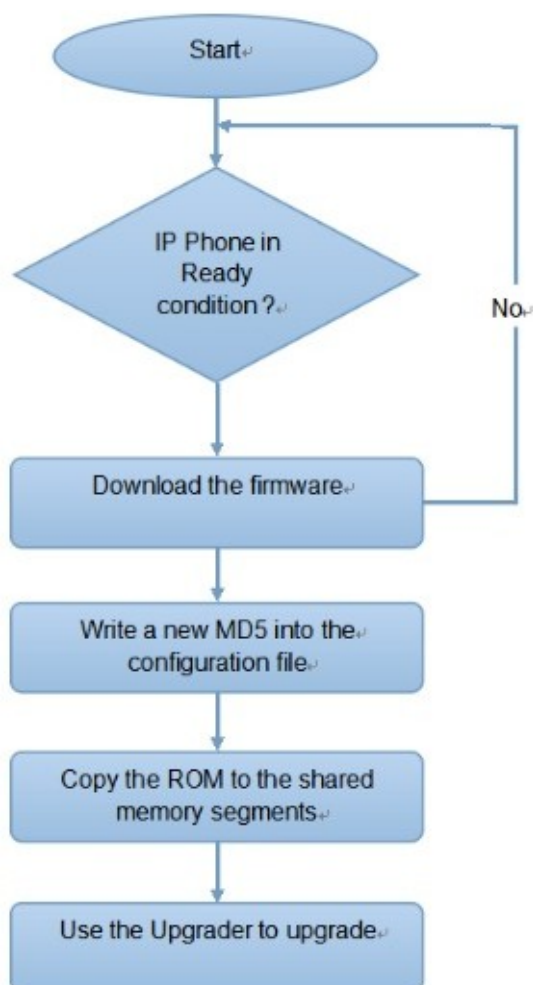 Start
IP Phone in
Ready
condition ?
No
Download the firmware
Write a new MD5 into the
configuration file
Copy the ROM to the shared
memory segments
Use the Upgrader to upgrade